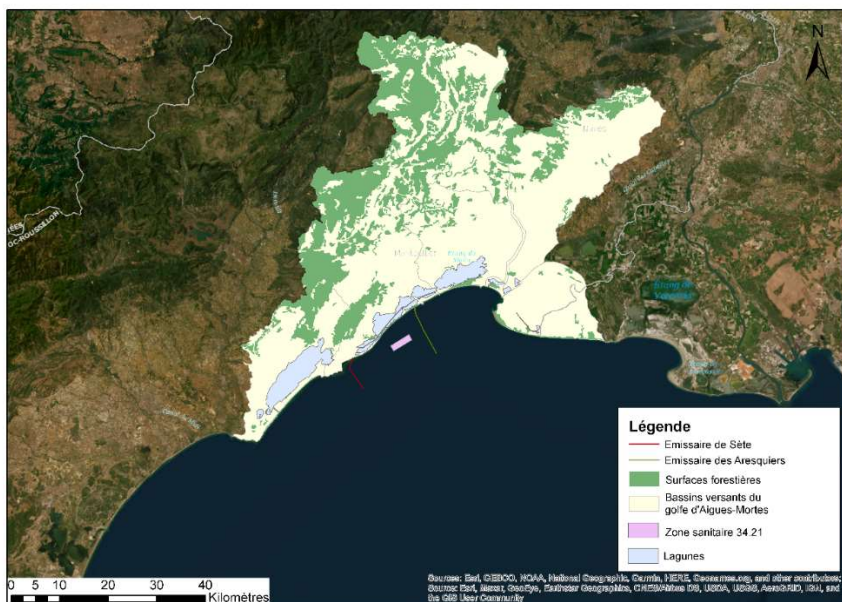 N
Légende
Emissaire de Sète
Emissaire des Aresquiers
Surfaces forestières
Bassins versants du
golfe d'Aigues-Mortes
Zone sanitaire 34.21
Lagunes
0 5 10 20 30 40
Kilomètres
Sources: Esri, GEBCO, NOAA, National Geographic, Garmin, HERE, Geonames.org, and other contributors;
Source: Esri, Maxar, GeoEye, Earthstar Geographics, CNES/Airbus DS, USDA, USGS, AeroGRID, IGN, and
the GIS User Community